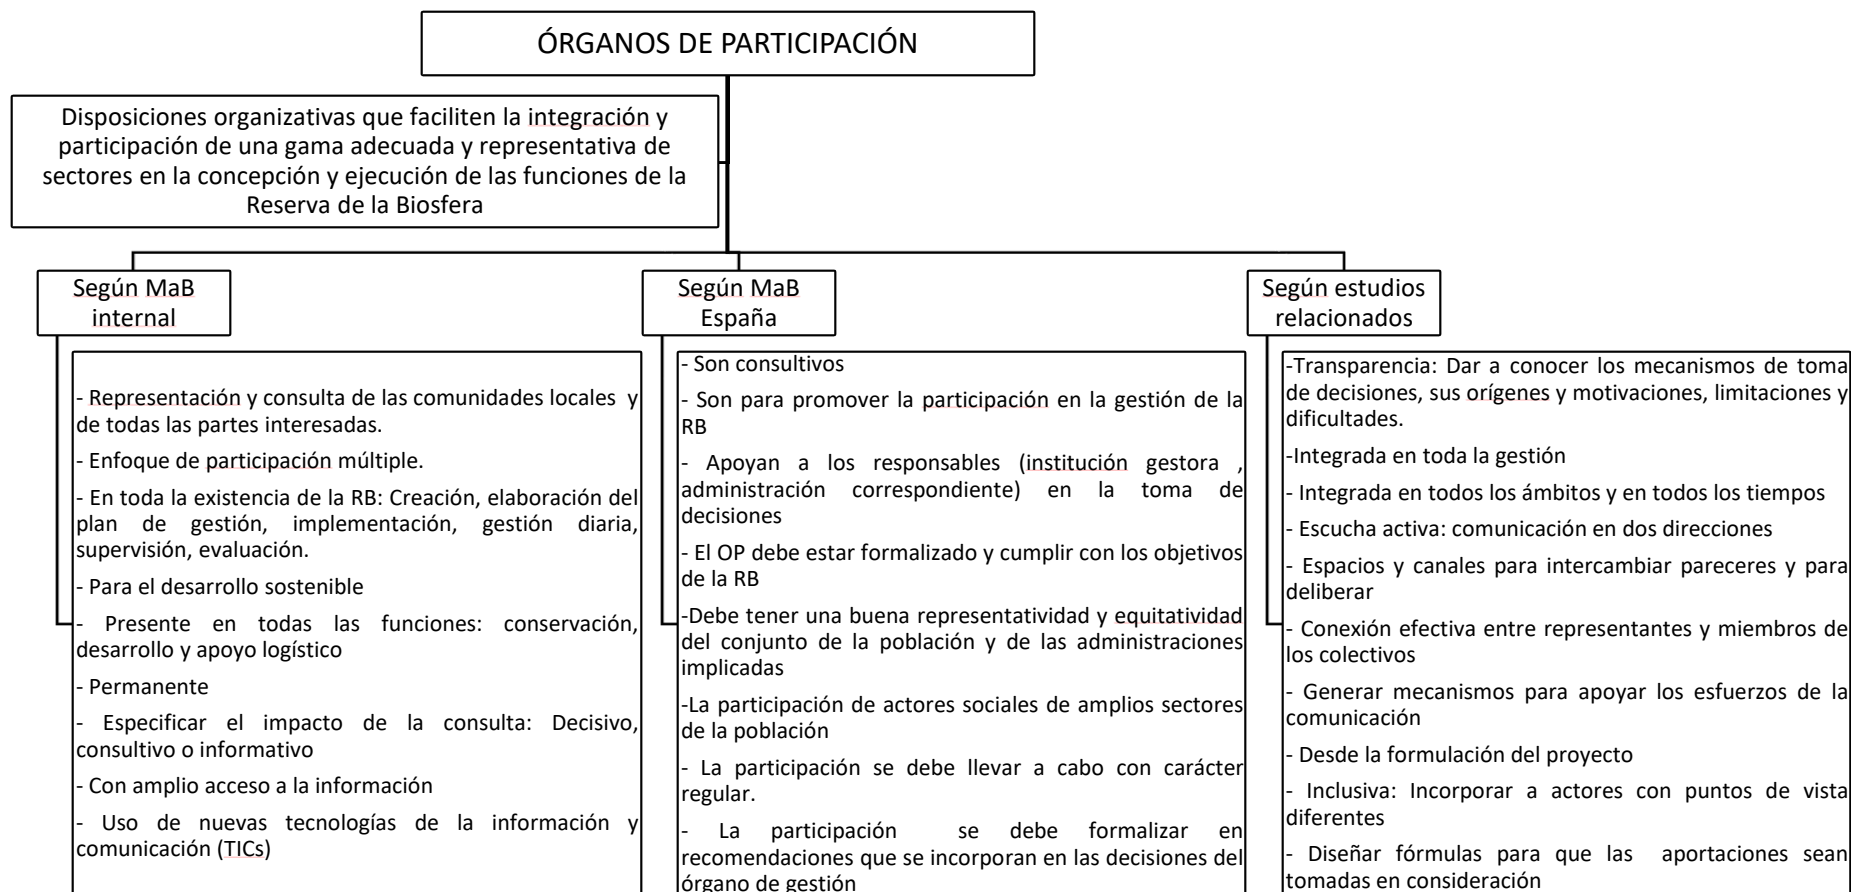 ÓRGANOS DE PARTICIPACIÓN
Disposiciones organizativas que faciliten la integración y
participación de una gama adecuada y representativa de
sectores en la concepción y ejecución de las funciones de la
Reserva de la Biosfera
Según MaB
internal
- Representación y consulta de las comunidades locales y
de todas las partes interesadas.
- Enfoque de participación múltiple.
- En toda la existencia de la RB: Creación, elaboración del
plan de gestión, implementación, gestión diaria,
supervisión, evaluación.
- Para el desarrollo sostenible
- Presente en todas las funciones: conservación,
desarrollo y apoyo logístico
- Permanente
- Especificar el impacto de la consulta: Decisivo,
consultivo o informativo
- Con amplio acceso a la información
- Uso de nuevas tecnologías de la información y
comunicación (TICs)
Según MaB
España
- Son consultivos
- Son para promover la participación en la gestión de la
RB
- Apoyan a los responsables (institución gestora ,
administración correspondiente) en la toma de
decisiones
- El OP debe estar formalizado y cumplir con los objetivos
de la RB
-Debe tener una buena representatividad y equitatividad
del conjunto de la población y de las administraciones
implicadas
-La participación de actores sociales de amplios sectores
de la población
- La participación se debe llevar a cabo con carácter
regular.
- La participación se debe formalizar en
recomendaciones que se incorporan en las decisiones del
órgano de gestión
Según estudios
relacionados
-Transparencia: Dar a conocer los mecanismos de toma
de decisiones, sus orígenes y motivaciones, limitaciones y
dificultades.
-Integrada en toda la gestión
- Integrada en todos los ámbitos y en todos los tiempos
- Escucha activa: comunicación en dos direcciones
- Espacios y canales para intercambiar pareceres y para
deliberar
- Conexión efectiva entre representantes y miembros de
los colectivos
- Generar mecanismos para apoyar los esfuerzos de la
comunicación
- Desde la formulación del proyecto
- Inclusiva: Incorporar a actores con puntos de vista
diferentes
- Diseñar fórmulas para que las aportaciones sean
tomadas en consideración